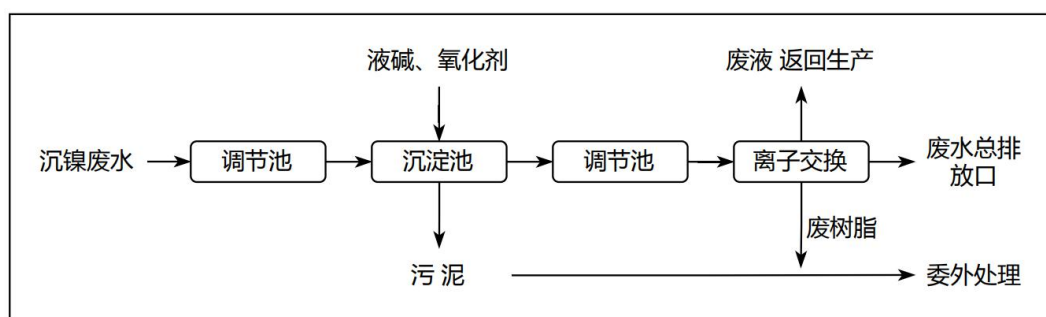 液碱、氧化剂
废液 返回生产
沉镍废水
调节池
沉淀池
调节池
离子交换
废水总排
放口
废树脂
污 泥
委外处理